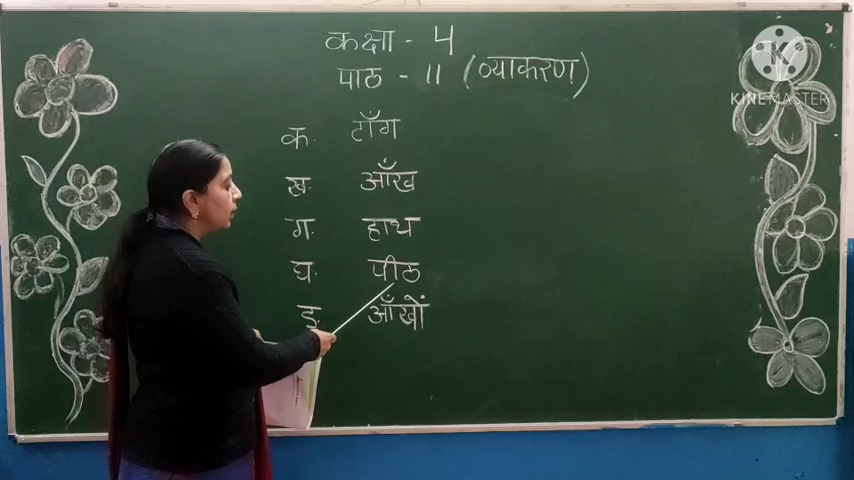 कक्षा - 4
पाठ - 11 (व्याकरण)
क. टाँग
ख. आँख
ग. हाथ
घ. पीठ
ङ. आँखों
K
KINEMASTER